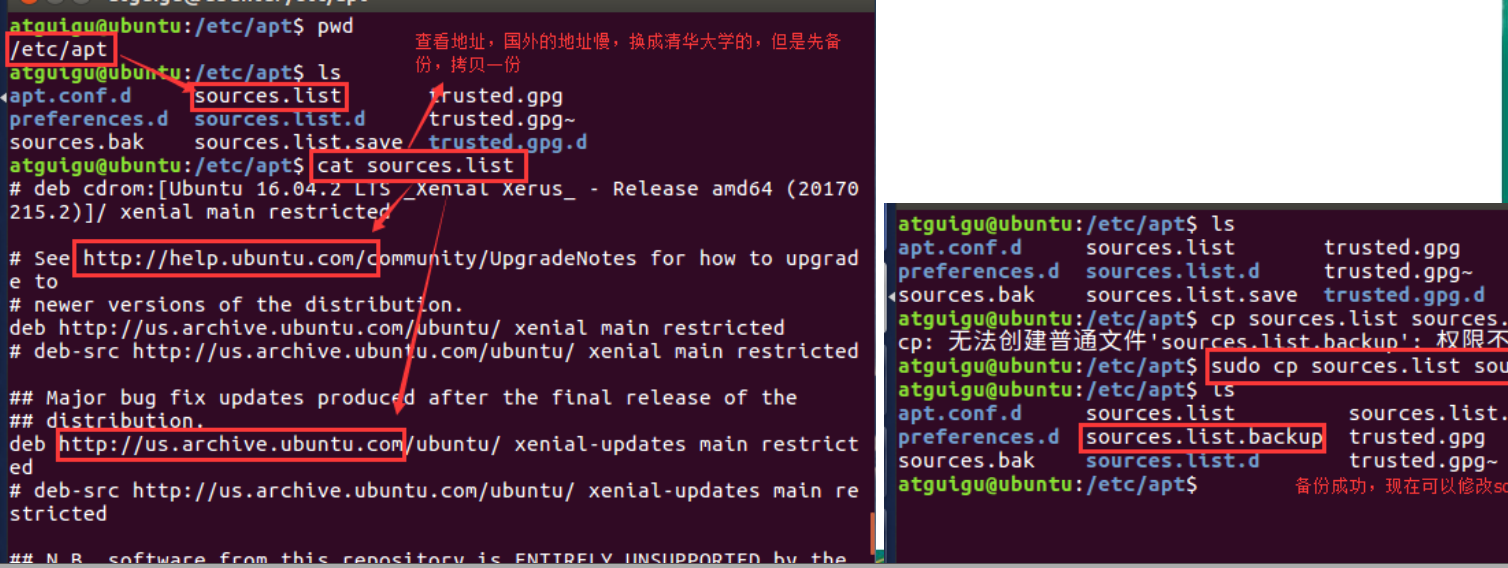 atguigu@ubuntu:/etc/apt$ pwd
/etc/apt
atguigu@ubuntu:/etc/apt$ ls
apt.conf.d sources.list trusted.gpg
preferences.d sources.list.d trusted.gpg~
sources.bak sources.list.save trusted.gpg.d
atguigu@ubuntu:/etc/apt$ cat sources.list
# deb cdrom:[Ubuntu 16.04.2 LTS _Xenial Xerus_ - Release amd64 (20170
215.2)]/ xenial main restricted
# See http://help.ubuntu.com/community/UpgradeNotes for how to upgrad
e to
# newer versions of the distribution.
deb http://us.archive.ubuntu.com/ubuntu/ xenial main restricted
# deb-src http://us.archive.ubuntu.com/ubuntu/ xenial main restricted
## Major bug fix updates produced after the final release of the
## distribution.
deb http://us.archive.ubuntu.com/ubuntu/ xenial-updates main restrict
ed
# deb-src http://us.archive.ubuntu.com/ubuntu/ xenial-updates main re
stricted
## N.B. software from this repository is ENTIRELY UNSUPPORTED by the
查看地址，国外的地址慢，换成清华大学的，但是先备
份，拷贝一份
atguigu@ubuntu:/etc/apt$ ls
apt.conf.d sources.list trusted.gpg
preferences.d sources.list.d trusted.gpg~
sources.bak sources.list.save trusted.gpg.d
atguigu@ubuntu:/etc/apt$ cp sources.list sources.
cp: 无法创建普通文件'sources.list.backup': 权限不
atguigu@ubuntu:/etc/apt$ sudo cp sources.list sou
atguigu@ubuntu:/etc/apt$ ls
apt.conf.d sources.list sources.list.
preferences.d sources.list.backup trusted.gpg
sources.bak sources.list.d trusted.gpg~
atguigu@ubuntu:/etc/apt$
备份成功，现在可以修改so